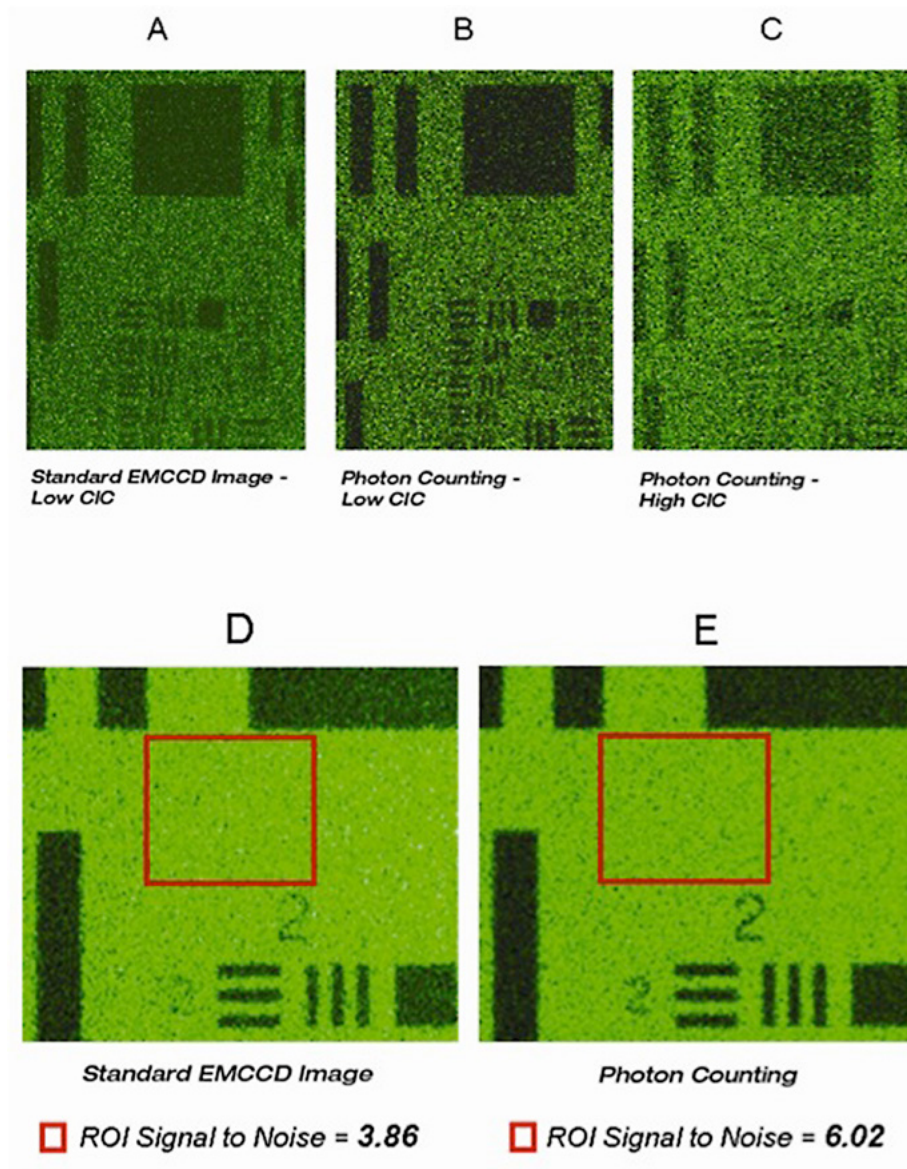 A
B
C
Standard EMCCD Image -
Low CIC
Photon Counting -
Low CIC
Photon Counting -
High CIC
D
E
2
2
2
Standard EMCCD Image
Photon Counting
ROI Signal to Noise = 3.86
ROI Signal to Noise = 6.02